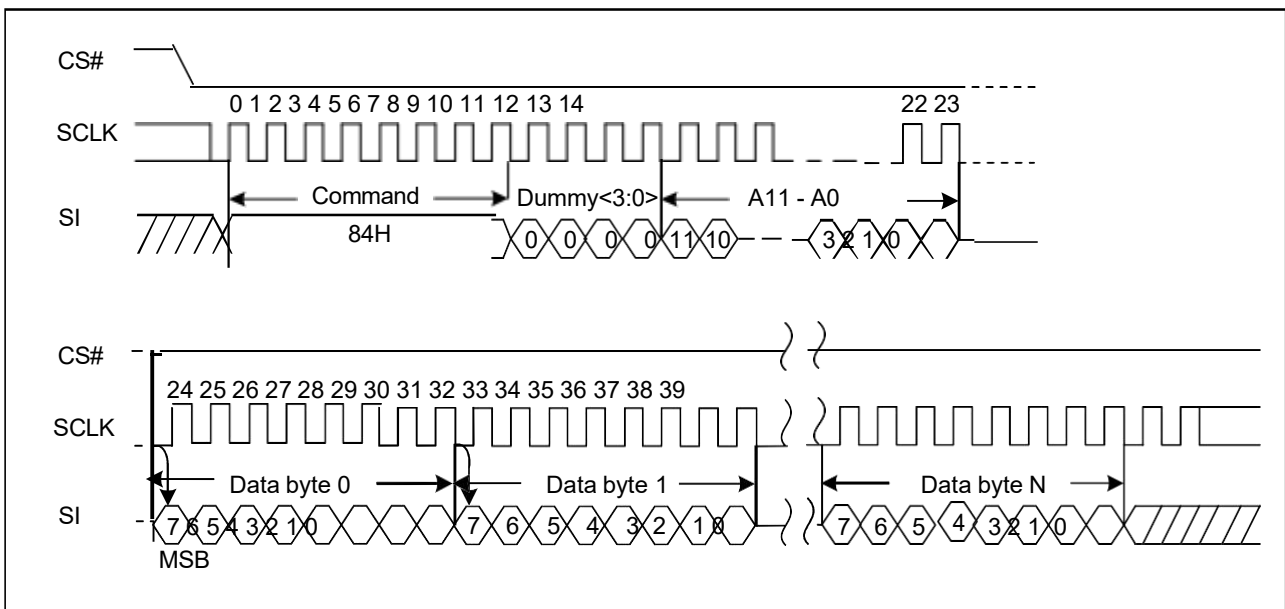 CS#
0 1 2 3 4 5 6 7 8 9 10 11 12 13 14 22 23
SCLK
Command Dummy<3:0> A11 - A0
SI
84H
0 0 0 0 11 10 3 2 1 0
CS#
24 25 26 27 28 29 30 31 32 33 34 35 36 37 38 39
SCLK
Data byte 0 Data byte 1 Data byte N
SI
7 6 5 4 3 2 1 0 7 6 5 4 3 2 1 0 7 6 5 4 3 2 1 0
MSB